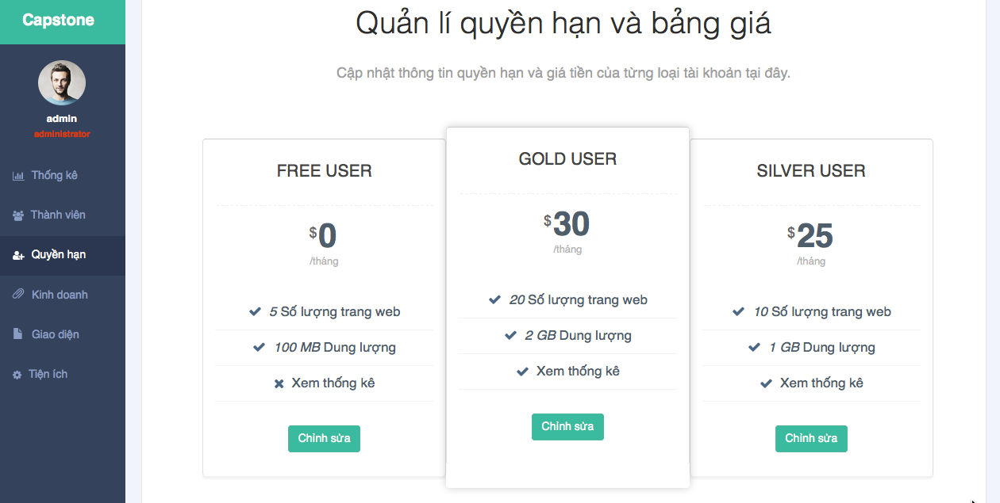 Capstone
admin
administrator
Thống kê
Thành viên
Quyền hạn
Kinh doanh
Giao diện
Tiện ích
Quản lí quyền hạn và bảng giá
Cập nhật thông tin quyền hạn và giá tiền của từng loại tài khoản tại đây.
FREE USER
$0
/tháng
5 Số lượng trang web
100 MB Dung lượng
Xem thống kê
Chỉnh sửa
GOLD USER
$30
/tháng
20 Số lượng trang web
2 GB Dung lượng
Xem thống kê
Chỉnh sửa
SILVER USER
$25
/tháng
10 Số lượng trang web
1 GB Dung lượng
Xem thống kê
Chỉnh sửa